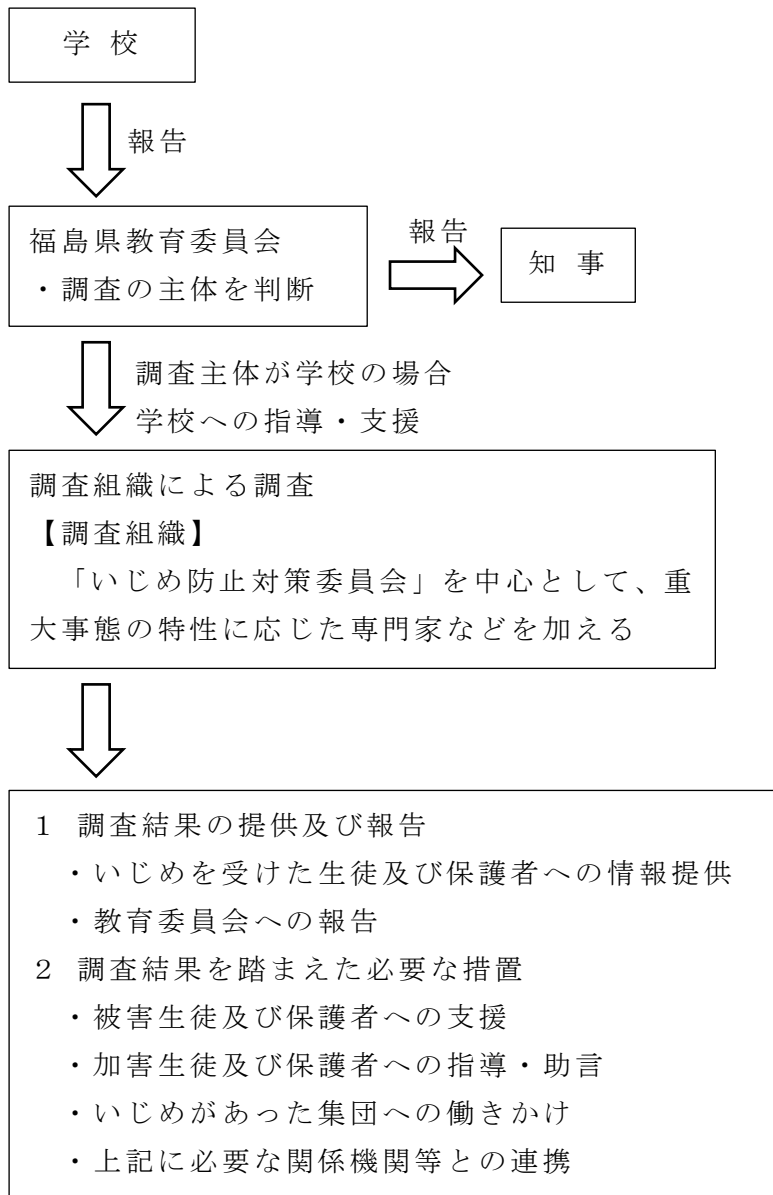 学 校
報告
福島県教育委員会
・調査の主体を判断
報告
知 事
調査主体が学校の場合
学校への指導・支援
調査組織による調査
【調査組織】
「いじめ防止対策委員会」を中心として、重
大事態の特性に応じた専門家などを加える
1 調査結果の提供及び報告
・いじめを受けた生徒及び保護者への情報提供
・教育委員会への報告
2 調査結果を踏まえた必要な措置
・被害生徒及び保護者への支援
・加害生徒及び保護者への指導・助言
・いじめがあった集団への働きかけ
・上記に必要な関係機関等との連携